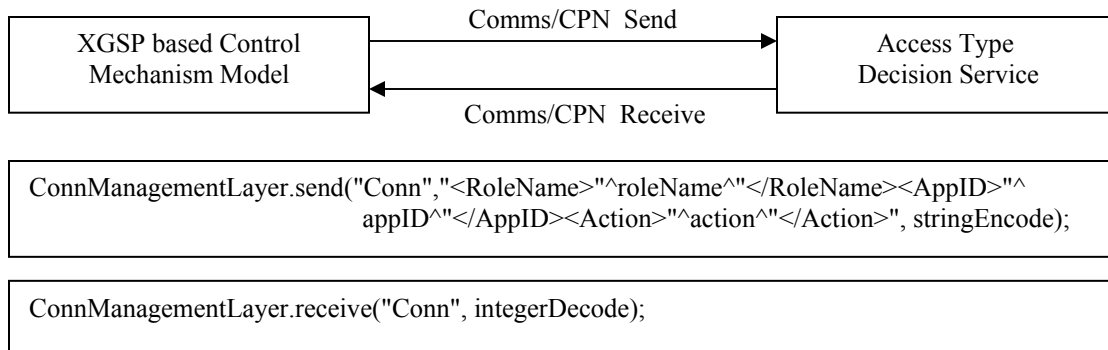 Comms/CPN Send
XGSP based Control
Mechanism Model
Access Type
Decision Service
Comms/CPN Receive
ConnManagementLayer.send("Conn","<RoleName>"^roleName^"</RoleName><AppID>"^
appID^"</AppID><Action>"^action^"</Action>", stringEncode);
ConnManagementLayer.receive("Conn", integerDecode);